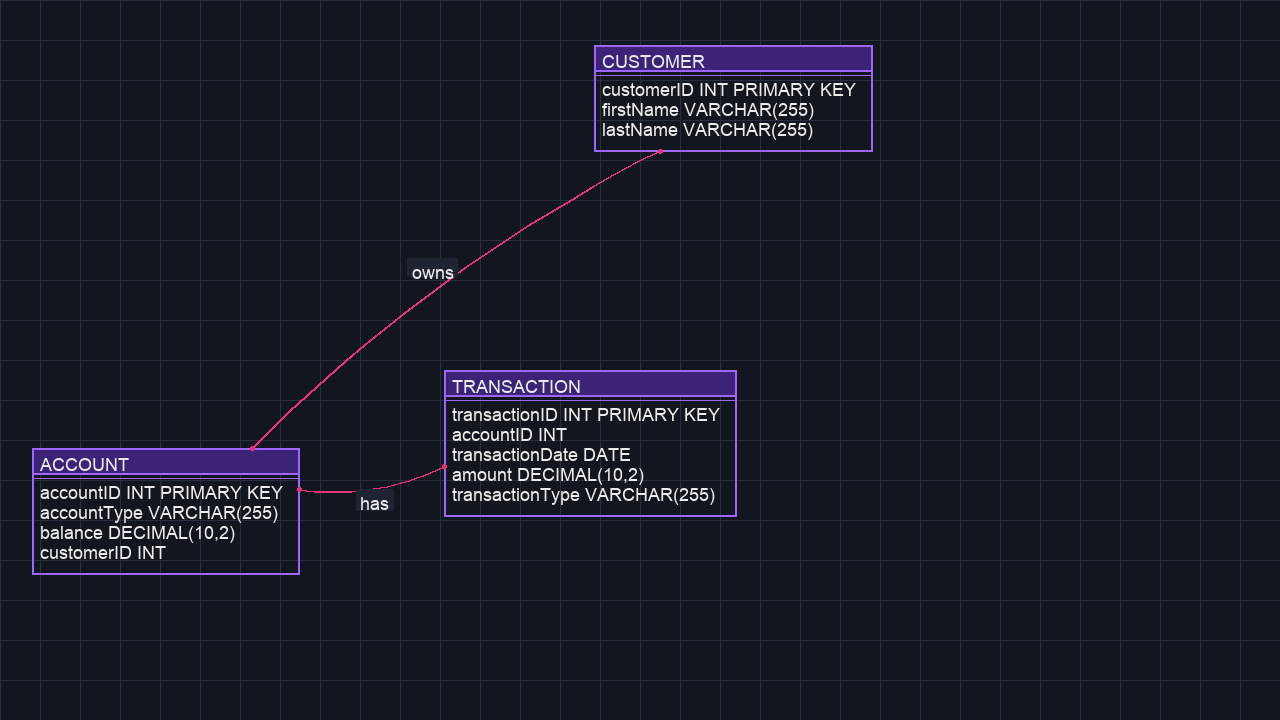 CUSTOMER
customerID INT PRIMARY KEY
firstName VARCHAR(255)
lastName VARCHAR(255)
owns
TRANSACTION
transactionID INT PRIMARY KEY
accountID INT
transactionDate DATE
amount DECIMAL(10,2)
transactionType VARCHAR(255)
ACCOUNT
accountID INT PRIMARY KEY
accountType VARCHAR(255)
balance DECIMAL(10,2)
customerID INT
has